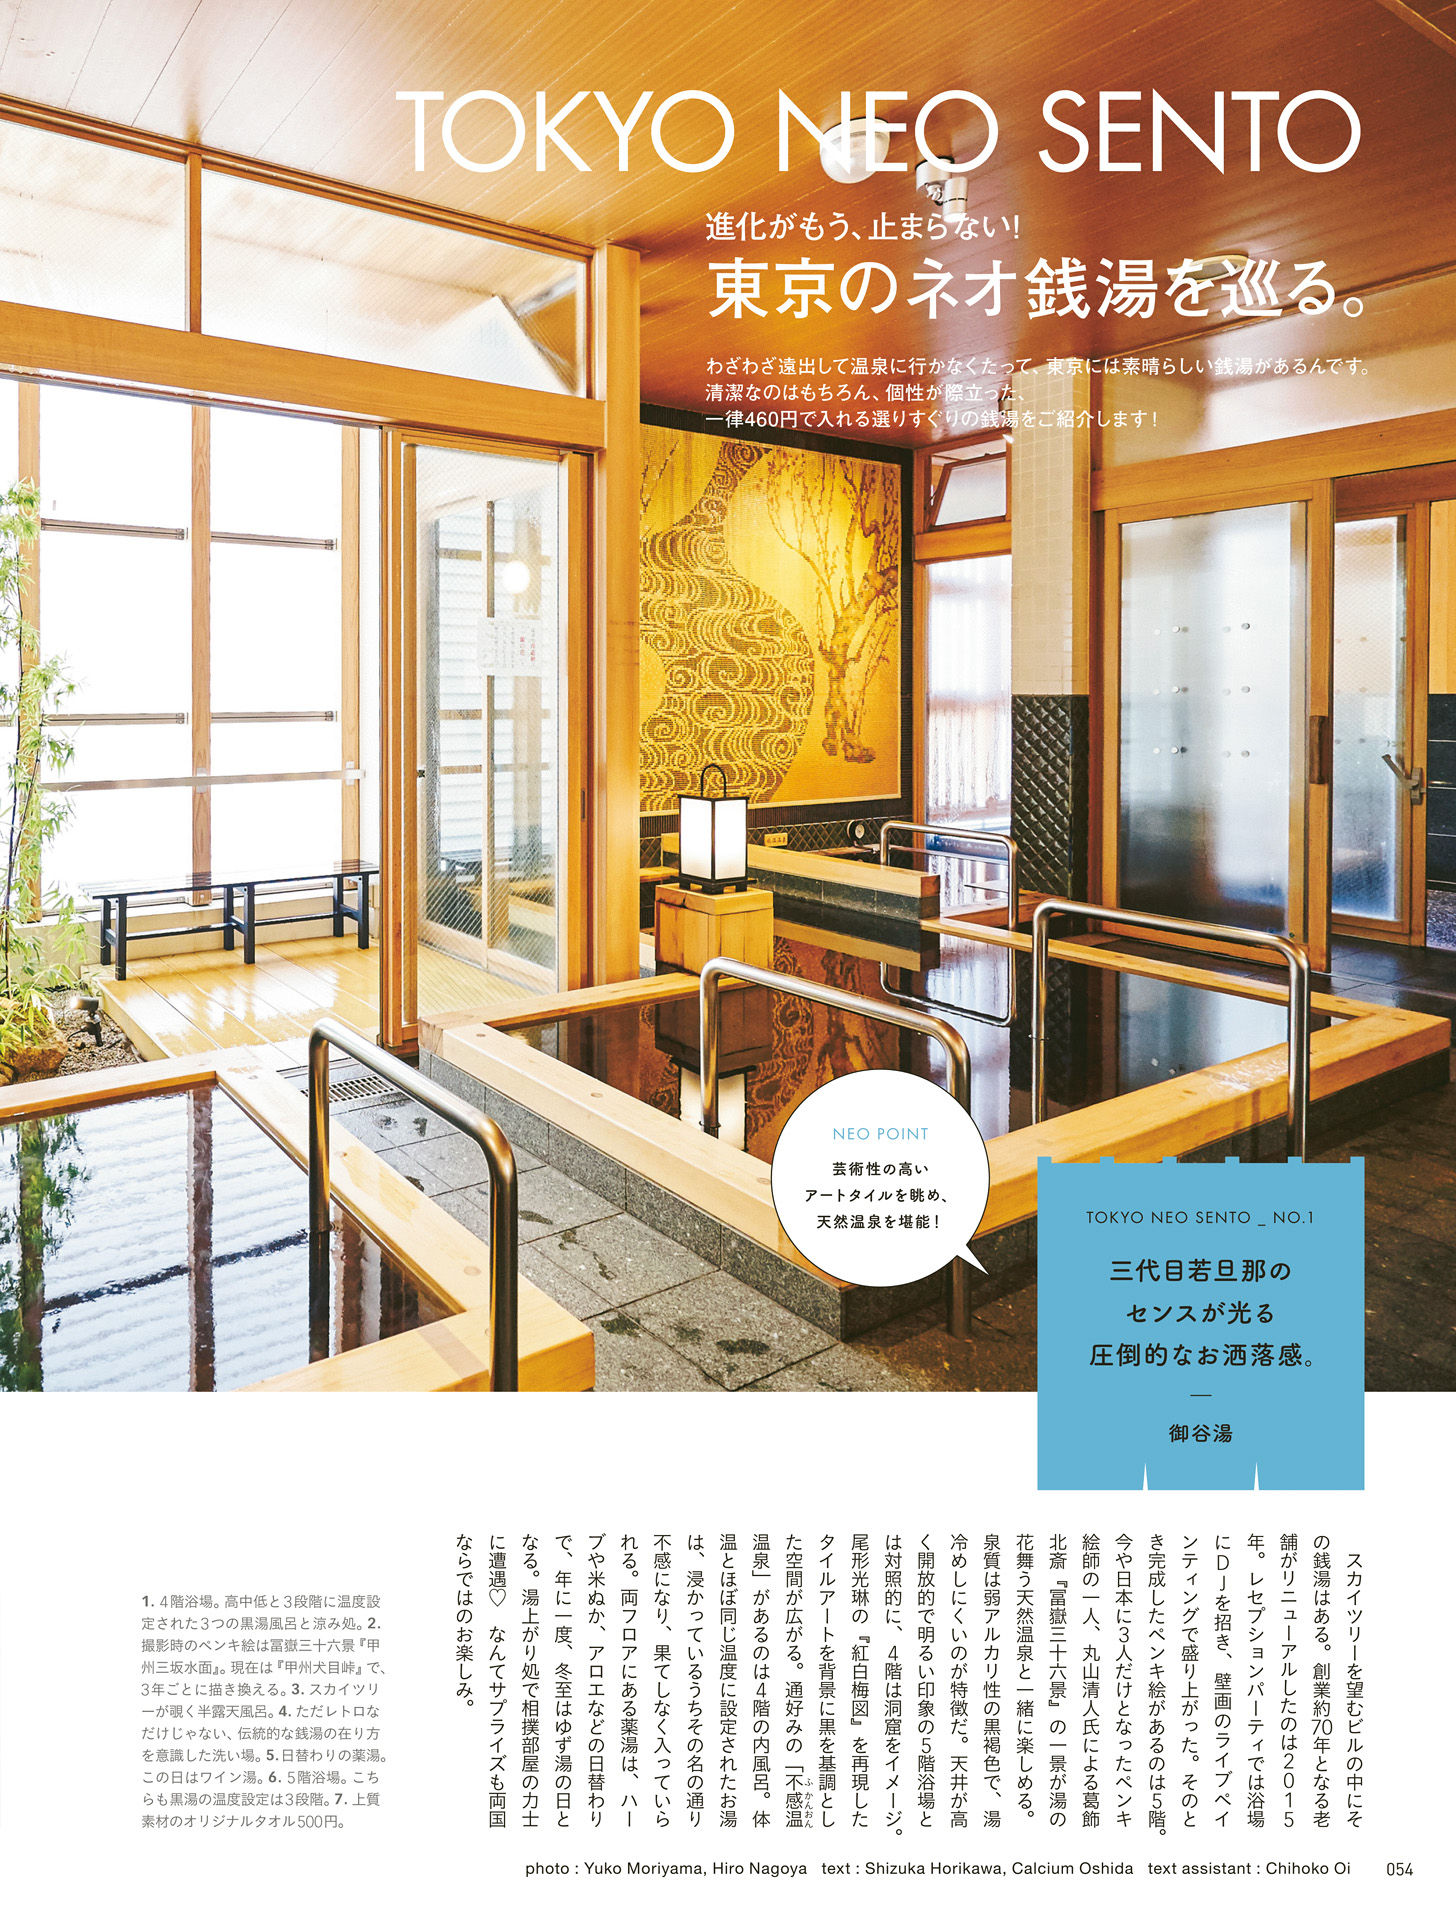 TOKYO NEO SENTO
進化がもう、止まらない!
東京のネオ銭湯を巡る。
わざわざ遠出して温泉に行かなくたって、東京には素晴らしい銭湯があるんです。
清潔なのはもちろん、個性が際立った、
一律460円で入れる選りすぐりの銭湯をご紹介します!
NEO POINT
芸術性の高い
アートタイルを眺め、
天然温泉を堪能!
TOKYO NEO SENTO _ NO.1
三代目若旦那の
センスが光る
圧倒的なお洒落感。
御谷湯
スカイツリーを望むビルの中にそ
の銭湯はある。創業約70年となる老
舗がリニューアルしたのは2015
年。レセプションパーティでは浴場
にDJを招き、壁画のライブペイ
ンティングで盛り上がった。そのと
き完成したペンキ絵があるのは5階。
今や日本に3人だけとなったペンキ
絵師の一人、丸山清人氏による葛飾
北斎『冨嶽三十六景』の一景が湯の
花舞う天然温泉と一緒に楽しめる。
泉質は弱アルカリ性の黒褐色で、湯
冷めしにくいのが特徴だ。天井が高
く開放的で明るい印象の5階浴場と
は対照的に、4階は洞窟をイメージ。
尾形光琳の『紅白梅図』を再現した
タイルアートを背景に黒を基調とし
た空間が広がる。通好みの「不感温
ふかんおん
温泉」があるのは4階の内風呂。体
温とほぼ同じ温度に設定されたお湯
は、浸かっているうちその名の通り
不感になり、果てしなく入っていら
れる。両フロアにある薬湯は、ハー
ブや米ぬか、アロエなどの日替わり
で、年に一度、冬至はゆず湯の日と
なる。湯上がり処で相撲部屋の力士
に遭遇♡ なんてサプライズも両国
ならではのお楽しみ。
1. 4階浴場。高中低と3段階に温度設
定された3つの黒湯風呂と涼み処。2.
撮影時のペンキ絵は冨嶽三十六景『甲
州三坂水面』。現在は『甲州犬目峠』で、
3年ごとに描き換える。3. スカイツリ
ーが覗く半露天風呂。4. ただレトロな
だけじゃない、伝統的な銭湯の在り方
を意識した洗い場。5. 日替わりの薬湯。
この日はワイン湯。6. 5階浴場。こち
らも黒湯の温度設定は3段階。7. 上質
素材のオリジナルタオル500円。
photo : Yuko Moriyama, Hiro Nagoya text : Shizuka Horikawa, Calcium Oshida text assistant : Chihoko Oi 054